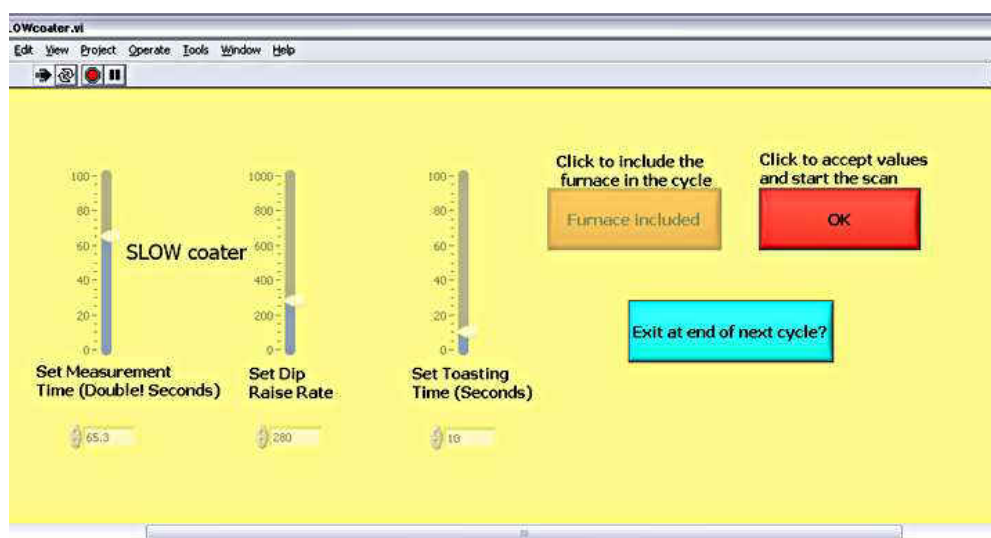 LOWcoater.vi
Edit View Project Operate Tools Window Help
Click to include the
furnace in the cycle
Click to accept values
and start the scan
Furnace included
OK
100
80
60
40
20
0
SLOW coater
1000
800
600
400
200
0
100
80
60
40
20
0
Exit at end of next cycle?
Set Measurement
Time (Double! Seconds)
Set Dip
Raise Rate
Set Toasting
Time (Seconds)
65.3
280
10